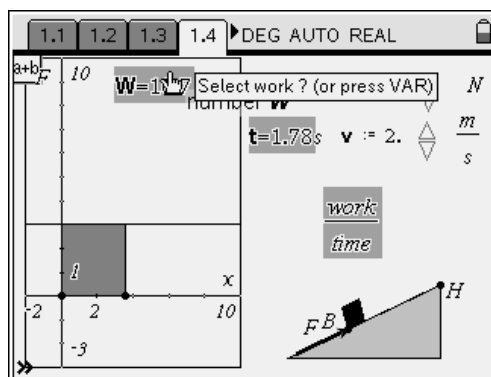 1.1 1.2 1.3 1.4 DEG AUTO REAL
a+b F 10
Select work ? (or press VAR)
number W
N
t=1.78s v := 2. m
s
work
time
1
x
-2 2 10
-3
F B H